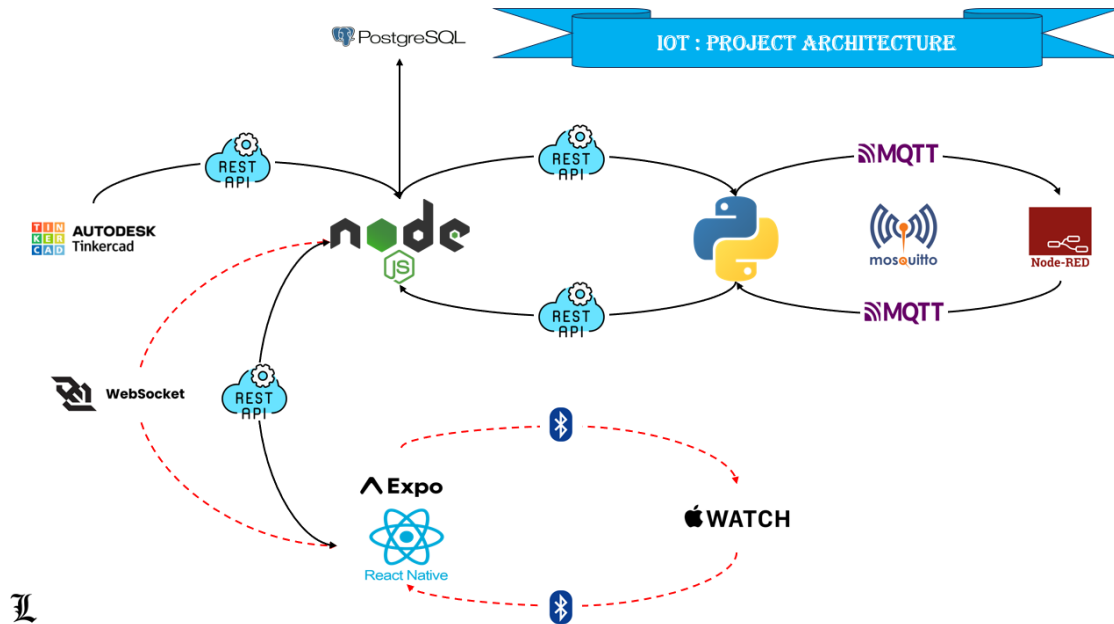 PostgreSQL
IOT : PROJECT ARCHITECTURE
REST
API
REST
API
MQTT
TIN
KER
CAD
AUTODESK
Tinkercad
node
JS
mosquitto
Node-RED
REST
API
MQTT
WebSocket
REST
API
Expo
WATCH
React Native
L